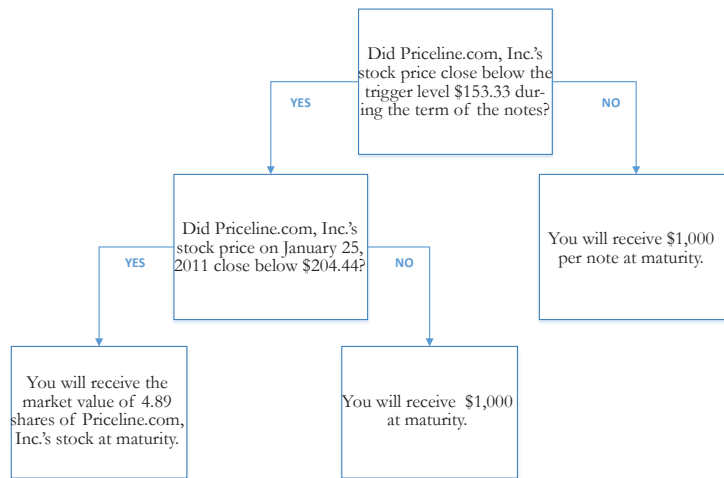 Did Priceline.com, Inc.'s
stock price close below the
trigger level $153.33 dur-
ing the term of the notes?
YES
NO
Did Priceline.com, Inc.'s
stock price on January 25,
2011 close below $204.44?
You will receive $1,000
per note at maturity.
YES
NO
You will receive the
market value of 4.89
shares of Priceline.com,
Inc.'s stock at maturity.
You will receive $1,000
at maturity.